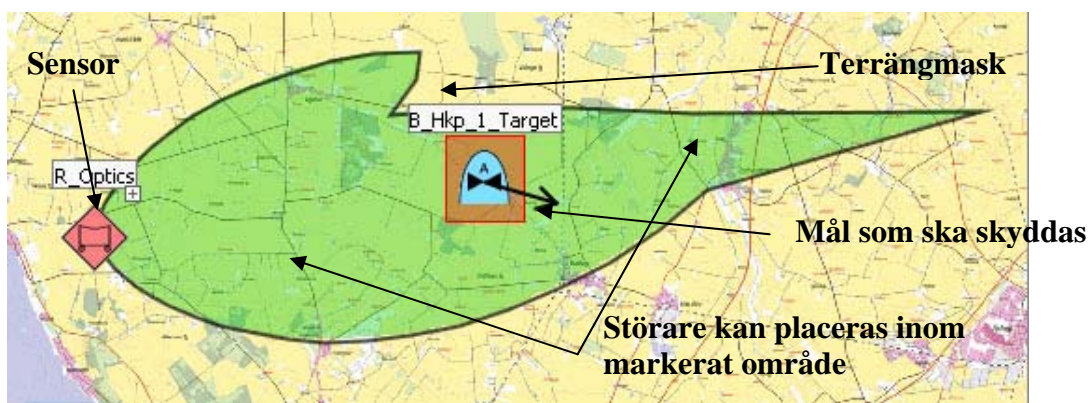 Sensor
Terrängmask
B_Hkp_1_Target
A
R_Optics
+
Mål som ska skyddas
Störare kan placeras inom
markerat område